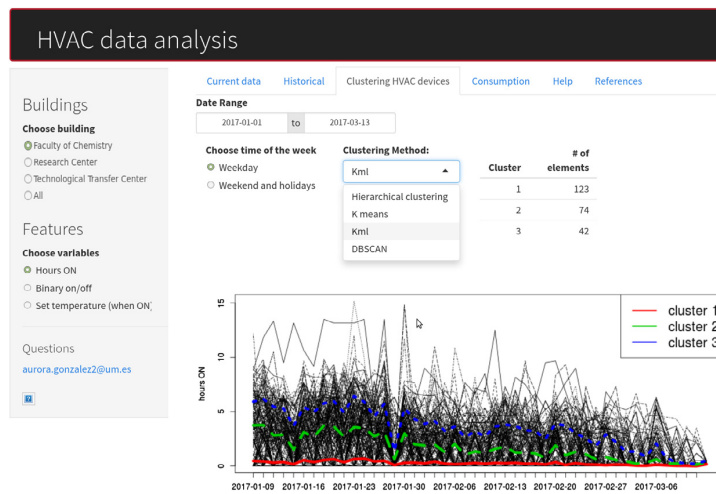 HVAC data analysis
Current data Historical Clustering HVAC devices Consumption Help References
Buildings
Choose building
Faculty of Chemistry
Research Center
Technological Transfer Center
All
Features
Choose variables
Hours ON
Binary on/off
Set temperature (when ON)
Questions
aurora.gonzalez2@um.es
?
Date Range
2017-01-01 to 2017-03-13
Choose time of the week
Weekday
Weekend and holidays
Clustering Method:
Kml
Hierarchical clustering
K means
Kml
DBSCAN
Cluster # of elements
1 123
2 74
3 42
cluster 1
cluster 2
cluster 3
hours ON
15
10
5
0
2017-01-09 2017-01-16 2017-01-23 2017-01-30 2017-02-06 2017-02-13 2017-02-20 2017-02-27 2017-03-06